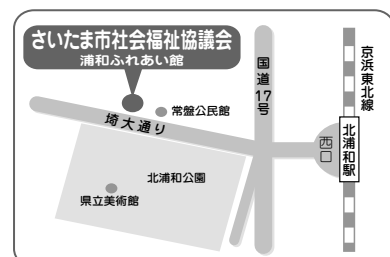 さいたま市社会福祉協議会
浦和ふれあい館
国道17号
京浜東北線
常盤公民館
埼大通り
西口
北浦和駅
北浦和公園
県立美術館